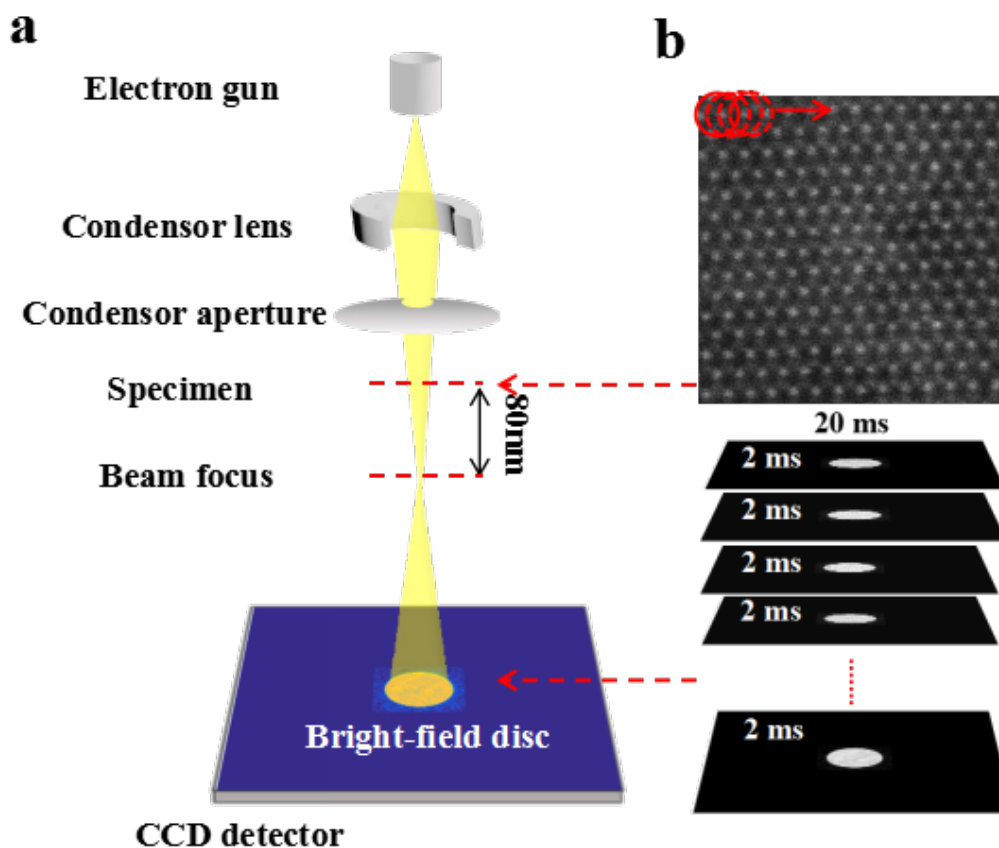 a
Electron gun
Condensor lens
Condensor aperture
Specimen
80nm
Beam focus
Bright-field disc
CCD detector
b
20 ms
2 ms
2 ms
2 ms
2 ms
2 ms